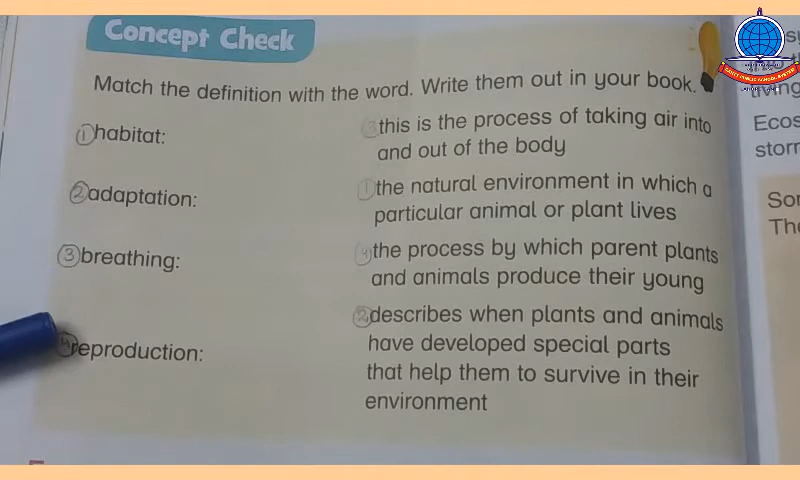 Concept Check
Match the definition with the word. Write them out in your book.
① habitat:
③ this is the process of taking air into
and out of the body
② adaptation:
① the natural environment in which a
particular animal or plant lives
③ breathing:
④ the process by which parent plants
and animals produce their young
④ reproduction:
② describes when plants and animals
have developed special parts
that help them to survive in their
environment
living
Ecos
storm
Sor
The